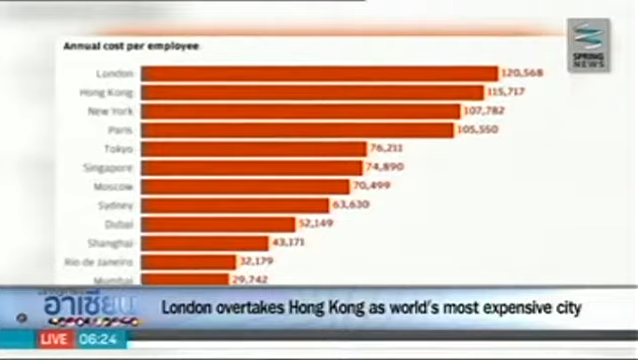 Annual cost per employee
SPRING
NEWS
London 120,568
Hong Kong 115,717
New York 107,782
Paris 105,550
Tokyo 76,211
Singapore 74,890
Moscow 70,499
Sydney 63,630
Dubai 52,149
Shanghai 43,171
Rio de Janeiro 32,179
Mumbai 29,742
อาเซียน
London overtakes Hong Kong as world's most expensive city
LIVE 06:24